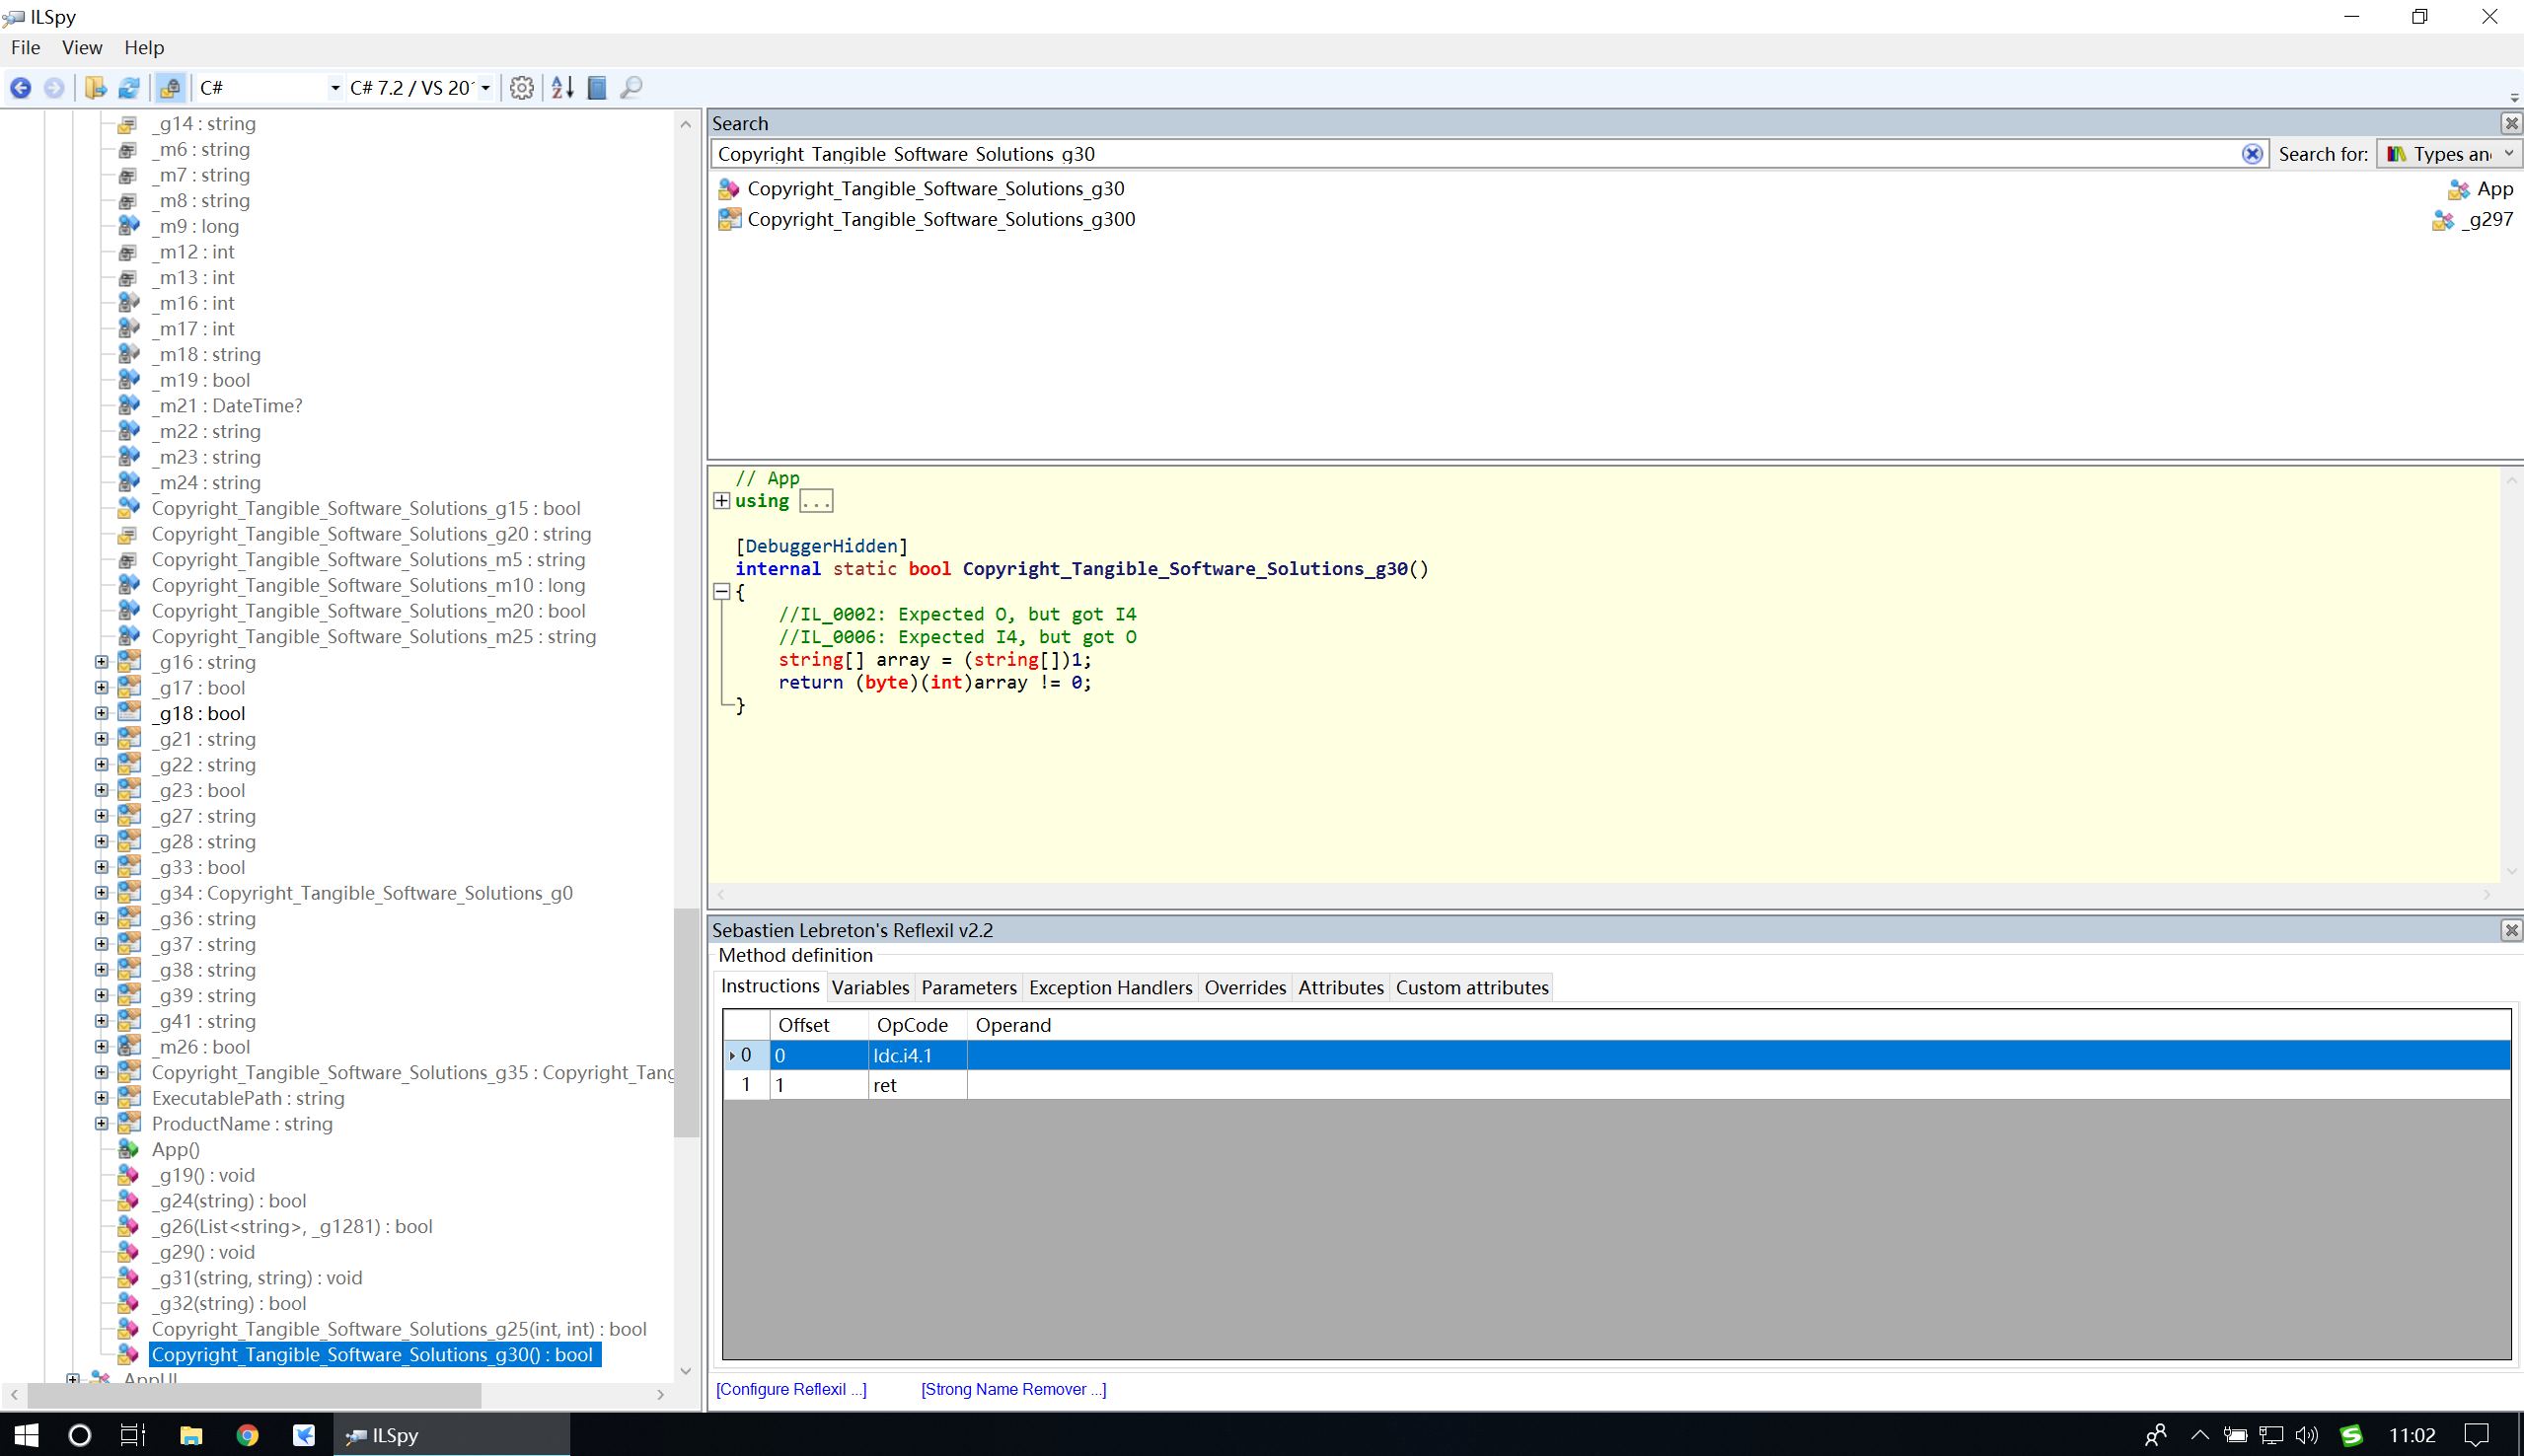 ILSpy
File View Help
C# C# 7.2 / VS 20
_g14 : string
_m6 : string
_m7 : string
_m8 : string
_m9 : long
_m12 : int
_m13 : int
_m16 : int
_m17 : int
_m18 : string
_m19 : bool
_m21 : DateTime?
_m22 : string
_m23 : string
_m24 : string
Copyright_Tangible_Software_Solutions_g15 : bool
Copyright_Tangible_Software_Solutions_g20 : string
Copyright_Tangible_Software_Solutions_m5 : string
Copyright_Tangible_Software_Solutions_m10 : long
Copyright_Tangible_Software_Solutions_m20 : bool
Copyright_Tangible_Software_Solutions_m25 : string
_g16 : string
_g17 : bool
_g18 : bool
_g21 : string
_g22 : string
_g23 : bool
_g27 : string
_g28 : string
_g33 : bool
_g34 : Copyright_Tangible_Software_Solutions_g0
_g36 : string
_g37 : string
_g38 : string
_g39 : string
_g41 : string
_m26 : bool
Copyright_Tangible_Software_Solutions_g35 : Copyright_Tang
ExecutablePath : string
ProductName : string
App()
_g19() : void
_g24(string) : bool
_g26(List<string>, _g1281) : bool
_g29() : void
_g31(string, string) : void
_g32(string) : bool
Copyright_Tangible_Software_Solutions_g25(int, int) : bool
Copyright_Tangible_Software_Solutions_g30() : bool
AppUI
Search
Copyright_Tangible_Software_Solutions_g30 Search for: Types an
Copyright_Tangible_Software_Solutions_g30 App
Copyright_Tangible_Software_Solutions_g300 _g297
// App
using ...
[DebuggerHidden]
internal static bool Copyright_Tangible_Software_Solutions_g30()
{
//IL_0002: Expected O, but got I4
//IL_0006: Expected I4, but got O
string[] array = (string[])1;
return (byte)(int)array != 0;
}
Sebastien Lebreton's Reflexil v2.2
Method definition
Instructions Variables Parameters Exception Handlers Overrides Attributes Custom attributes
Offset OpCode Operand
0 0 ldc.i4.1
1 1 ret
[Configure Reflexil ...] [Strong Name Remover ...]
ILSpy 11:02